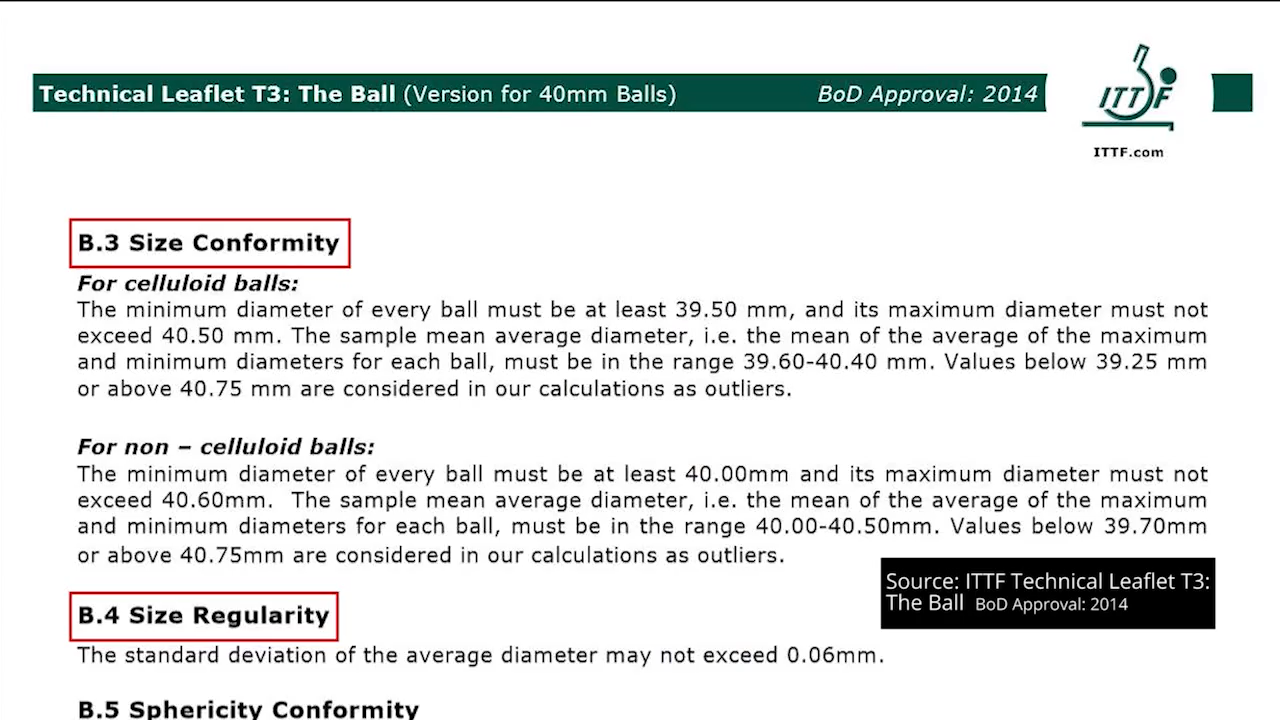 Technical Leaflet T3: The Ball (Version for 40mm Balls) BoD Approval: 2014
ITTF
ITTF.com
B.3 Size Conformity
For celluloid balls:
The minimum diameter of every ball must be at least 39.50 mm, and its maximum diameter must not
exceed 40.50 mm. The sample mean average diameter, i.e. the mean of the average of the maximum
and minimum diameters for each ball, must be in the range 39.60-40.40 mm. Values below 39.25 mm
or above 40.75 mm are considered in our calculations as outliers.
For non – celluloid balls:
The minimum diameter of every ball must be at least 40.00mm and its maximum diameter must not
exceed 40.60mm.  The sample mean average diameter, i.e. the mean of the average of the maximum
and minimum diameters for each ball, must be in the range 40.00-40.50mm. Values below 39.70mm
or above 40.75mm are considered in our calculations as outliers.
Source: ITTF Technical Leaflet T3:
The Ball BoD Approval: 2014
B.4 Size Regularity
The standard deviation of the average diameter may not exceed 0.06mm.
B.5 Sphericity Conformity